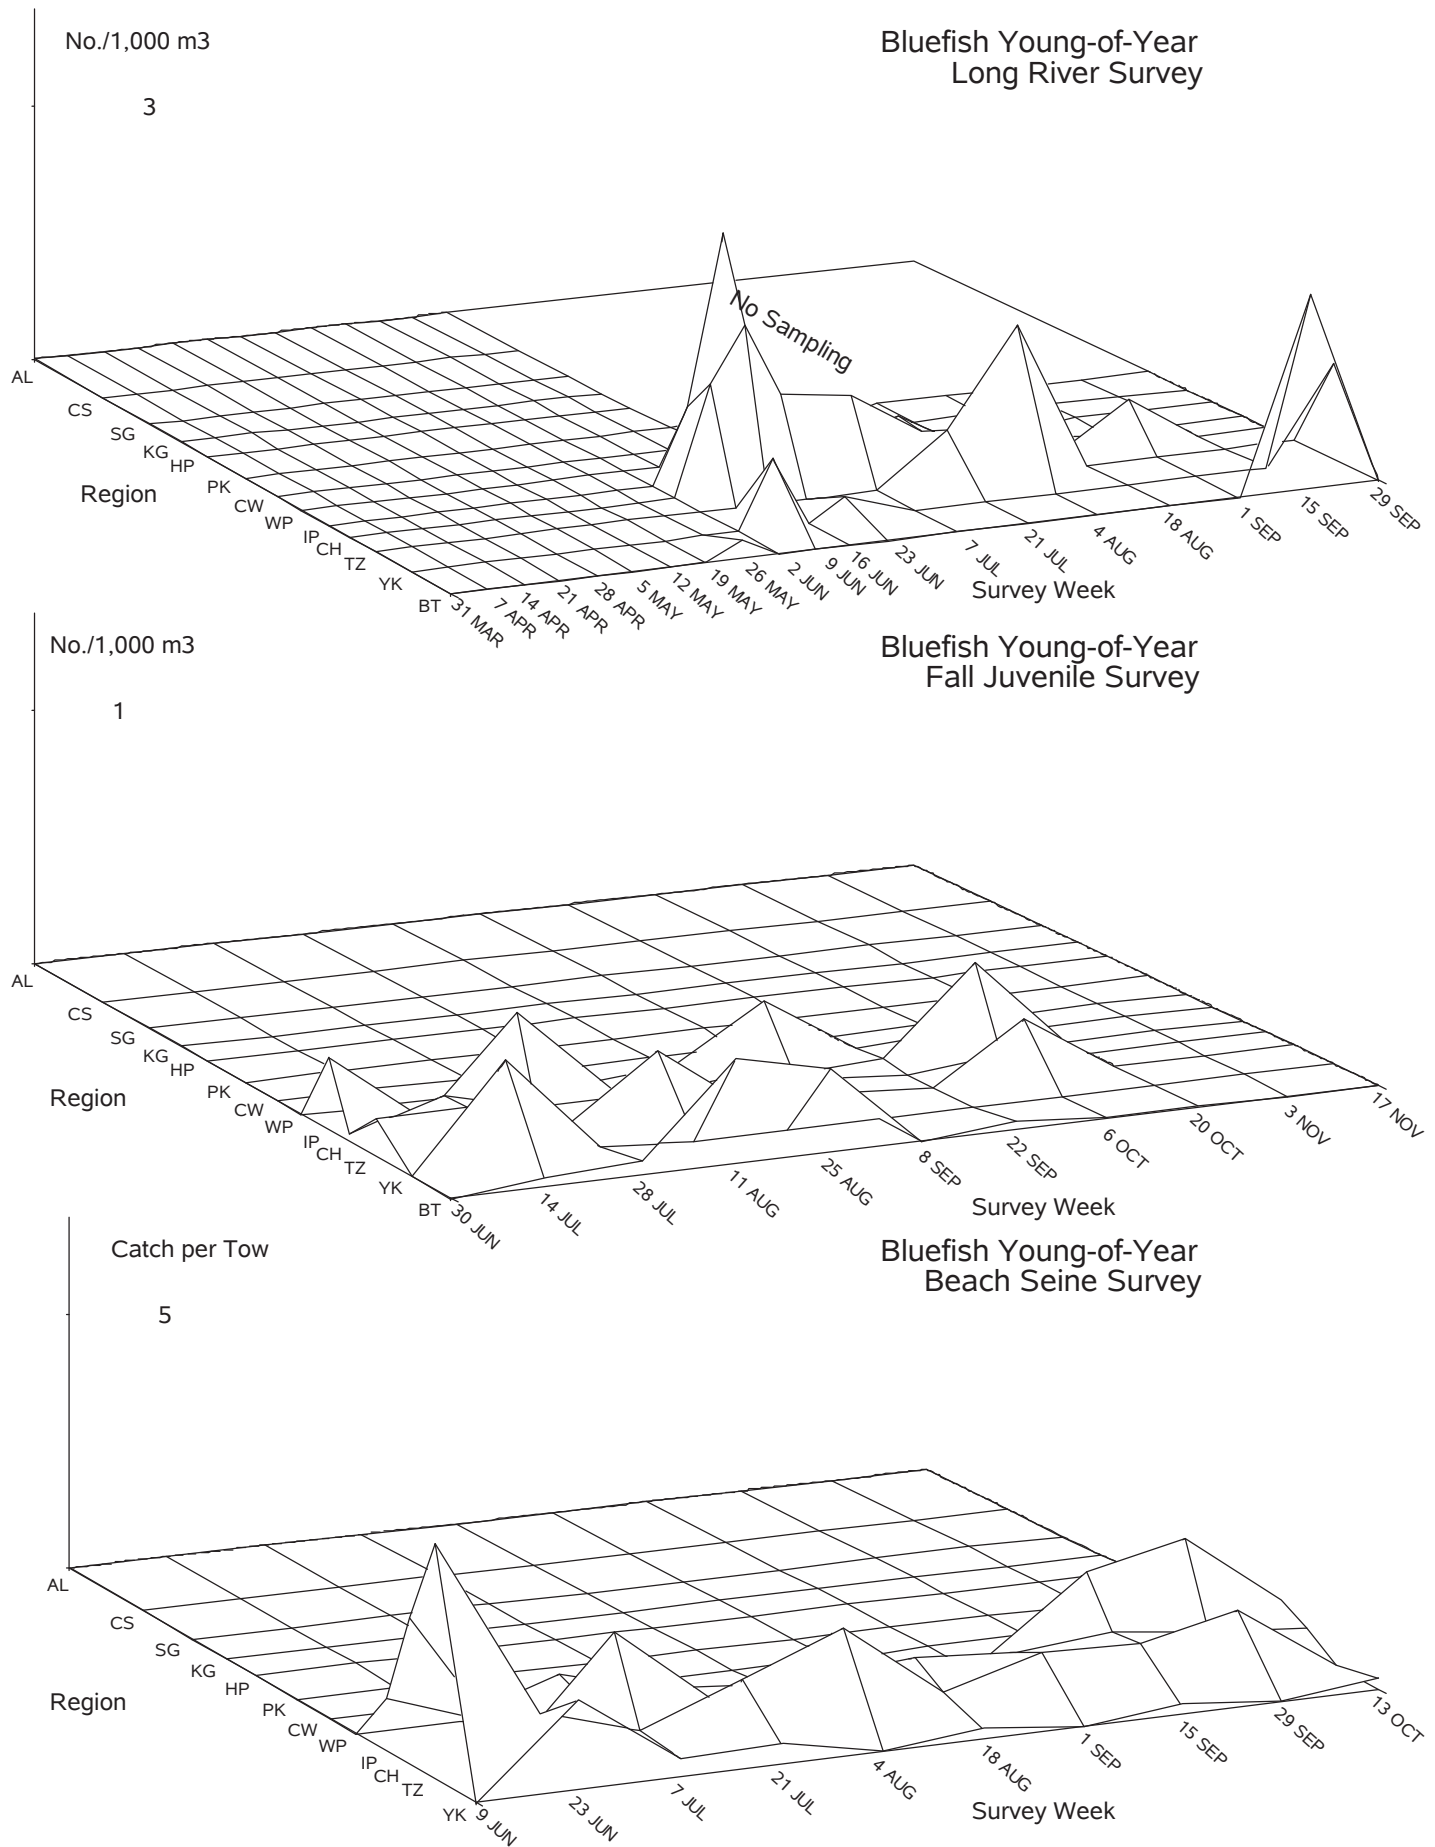 No./1,000 m3
Bluefish Young-of-Year
Long River Survey
3
No Sampling
AL
CS
SG
KG
HP
PK
CW
WP
IP
CH
TZ
YK
BT
Region
31 MAR
7 APR
14 APR
21 APR
28 APR
5 MAY
12 MAY
19 MAY
26 MAY
2 JUN
9 JUN
16 JUN
23 JUN
7 JUL
21 JUL
4 AUG
18 AUG
1 SEP
15 SEP
29 SEP
Survey Week
No./1,000 m3
Bluefish Young-of-Year
Fall Juvenile Survey
1
AL
CS
SG
KG
HP
PK
CW
WP
IP
CH
TZ
YK
BT
Region
30 JUN
14 JUL
28 JUL
11 AUG
25 AUG
8 SEP
22 SEP
6 OCT
20 OCT
3 NOV
17 NOV
Survey Week
Catch per Tow
Bluefish Young-of-Year
Beach Seine Survey
5
AL
CS
SG
KG
HP
PK
CW
WP
IP
CH
TZ
YK
Region
9 JUN
23 JUN
7 JUL
21 JUL
4 AUG
18 AUG
1 SEP
15 SEP
29 SEP
13 OCT
Survey Week